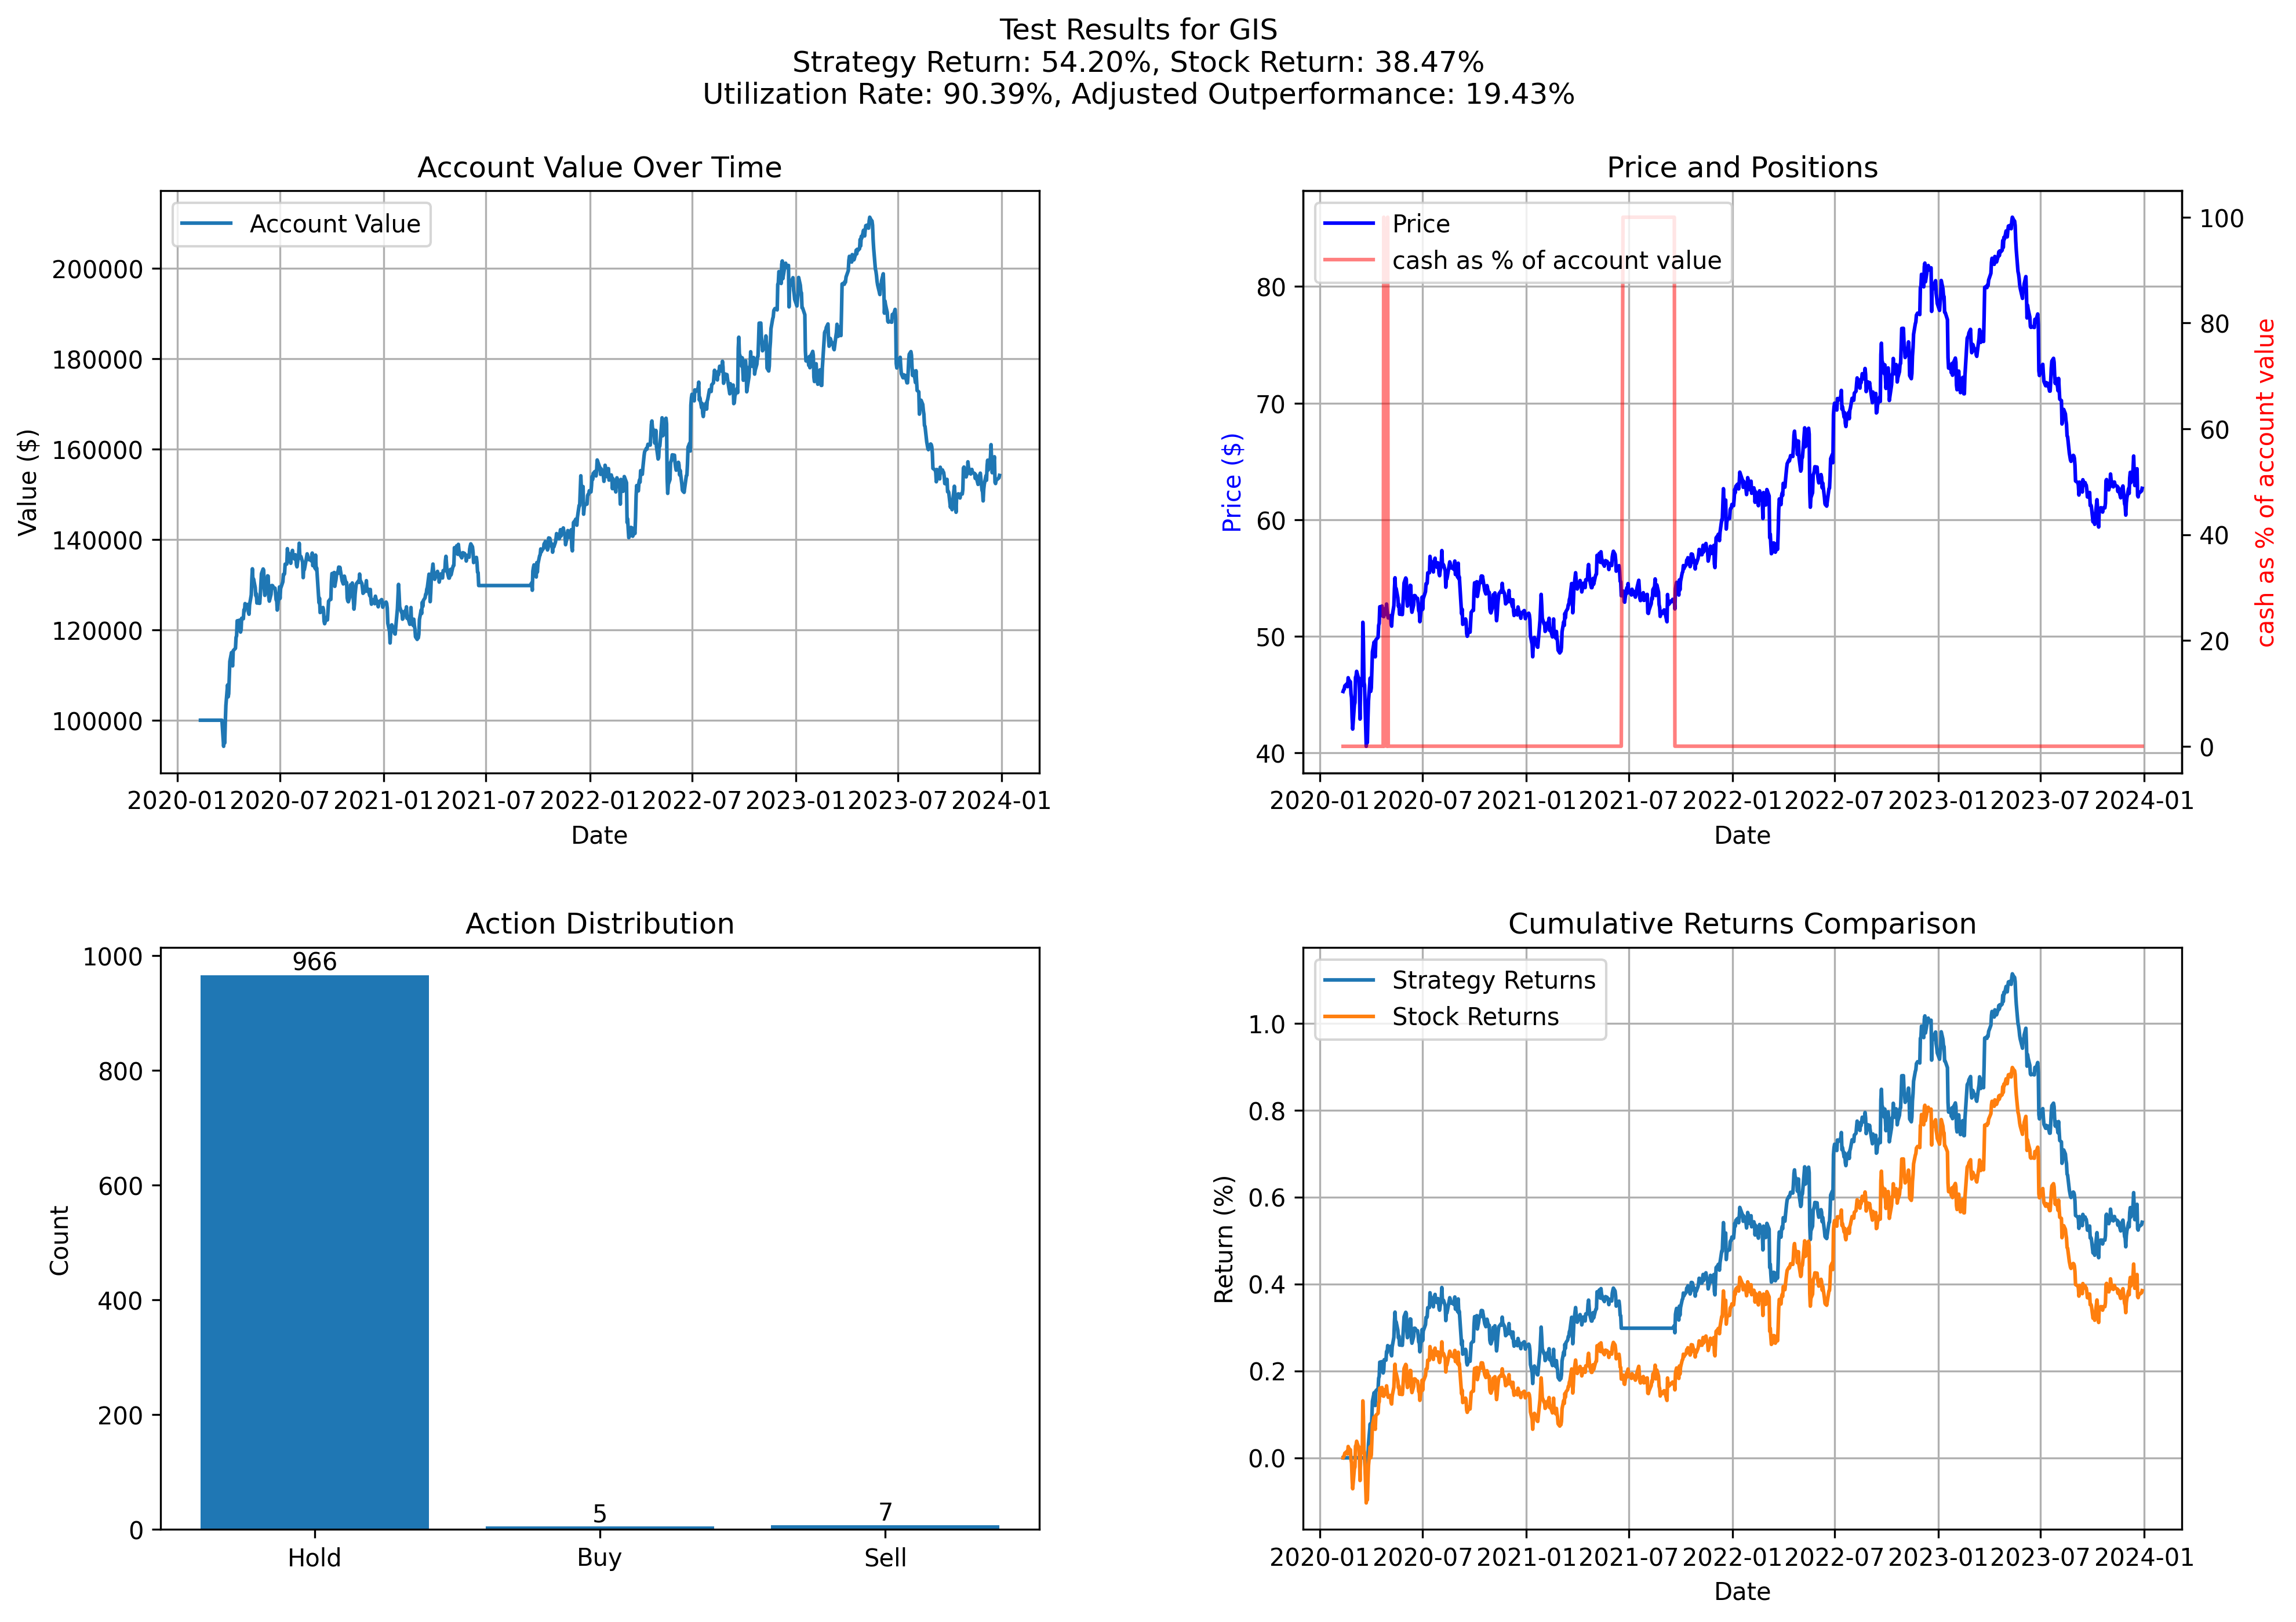 Test Results for GIS
Strategy Return: 54.20%, Stock Return: 38.47%
Utilization Rate: 90.39%, Adjusted Outperformance: 19.43%
Account Value Over Time
Account Value
200000
180000
160000
140000
120000
100000
Value ($)
2020-01 2020-07 2021-01 2021-07 2022-01 2022-07 2023-01 2023-07 2024-01
Date
Price and Positions
Price
cash as % of account value
80
70
60
50
40
Price ($)
100
80
60
40
20
0
cash as % of account value
2020-01 2020-07 2021-01 2021-07 2022-01 2022-07 2023-01 2023-07 2024-01
Date
Action Distribution
1000
800
600
400
200
0
Count
966
5
7
Hold Buy Sell
Cumulative Returns Comparison
Strategy Returns
Stock Returns
1.0
0.8
0.6
0.4
0.2
0.0
Return (%)
2020-01 2020-07 2021-01 2021-07 2022-01 2022-07 2023-01 2023-07 2024-01
Date